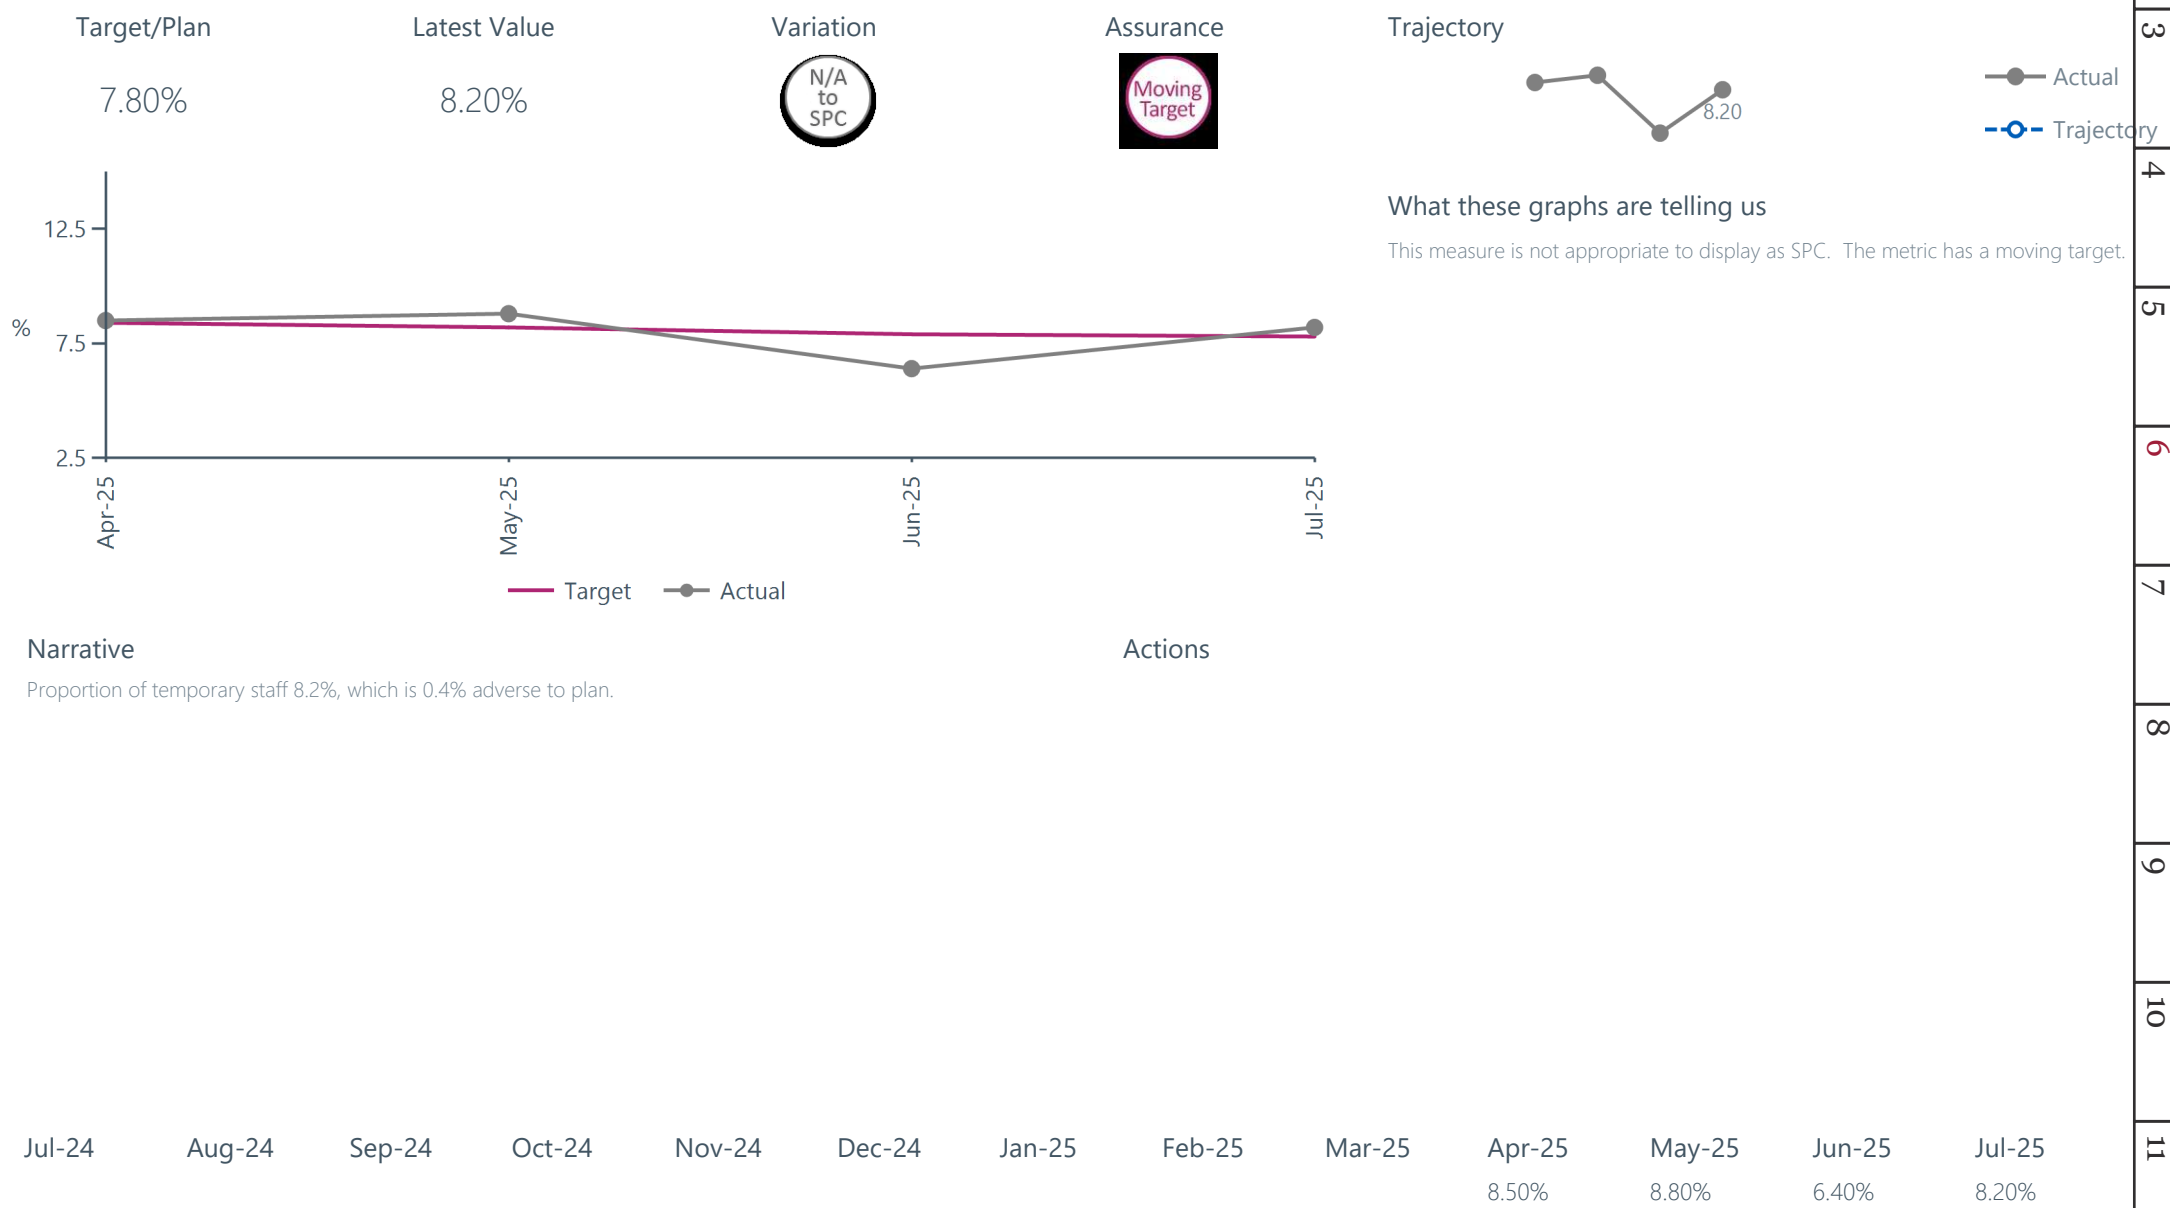 Target/Plan
Latest Value
Variation
Assurance
Trajectory
7.80%
8.20%
N/A
to
SPC
Moving
Target
8.20
Actual
Trajectory
What these graphs are telling us
This measure is not appropriate to display as SPC.  The metric has a moving target.
12.5
%
7.5
2.5
Apr-25
May-25
Jun-25
Jul-25
Target
Actual
Narrative
Proportion of temporary staff 8.2%, which is 0.4% adverse to plan.
Actions
Jul-24
Aug-24
Sep-24
Oct-24
Nov-24
Dec-24
Jan-25
Feb-25
Mar-25
Apr-25
May-25
Jun-25
Jul-25
8.50%
8.80%
6.40%
8.20%
3
4
5
6
7
8
9
10
11